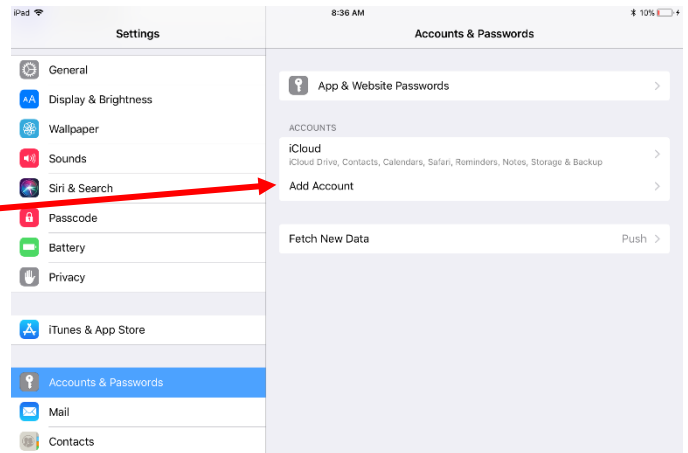 iPad 8:36 AM 10%
Settings
Accounts & Passwords
General
Display & Brightness
AA
Wallpaper
Sounds
Siri & Search
Passcode
Battery
Privacy
iTunes & App Store
Accounts & Passwords
Mail
Contacts
App & Website Passwords
ACCOUNTS
iCloud
iCloud Drive, Contacts, Calendars, Safari, Reminders, Notes, Storage & Backup
Add Account
Fetch New Data Push